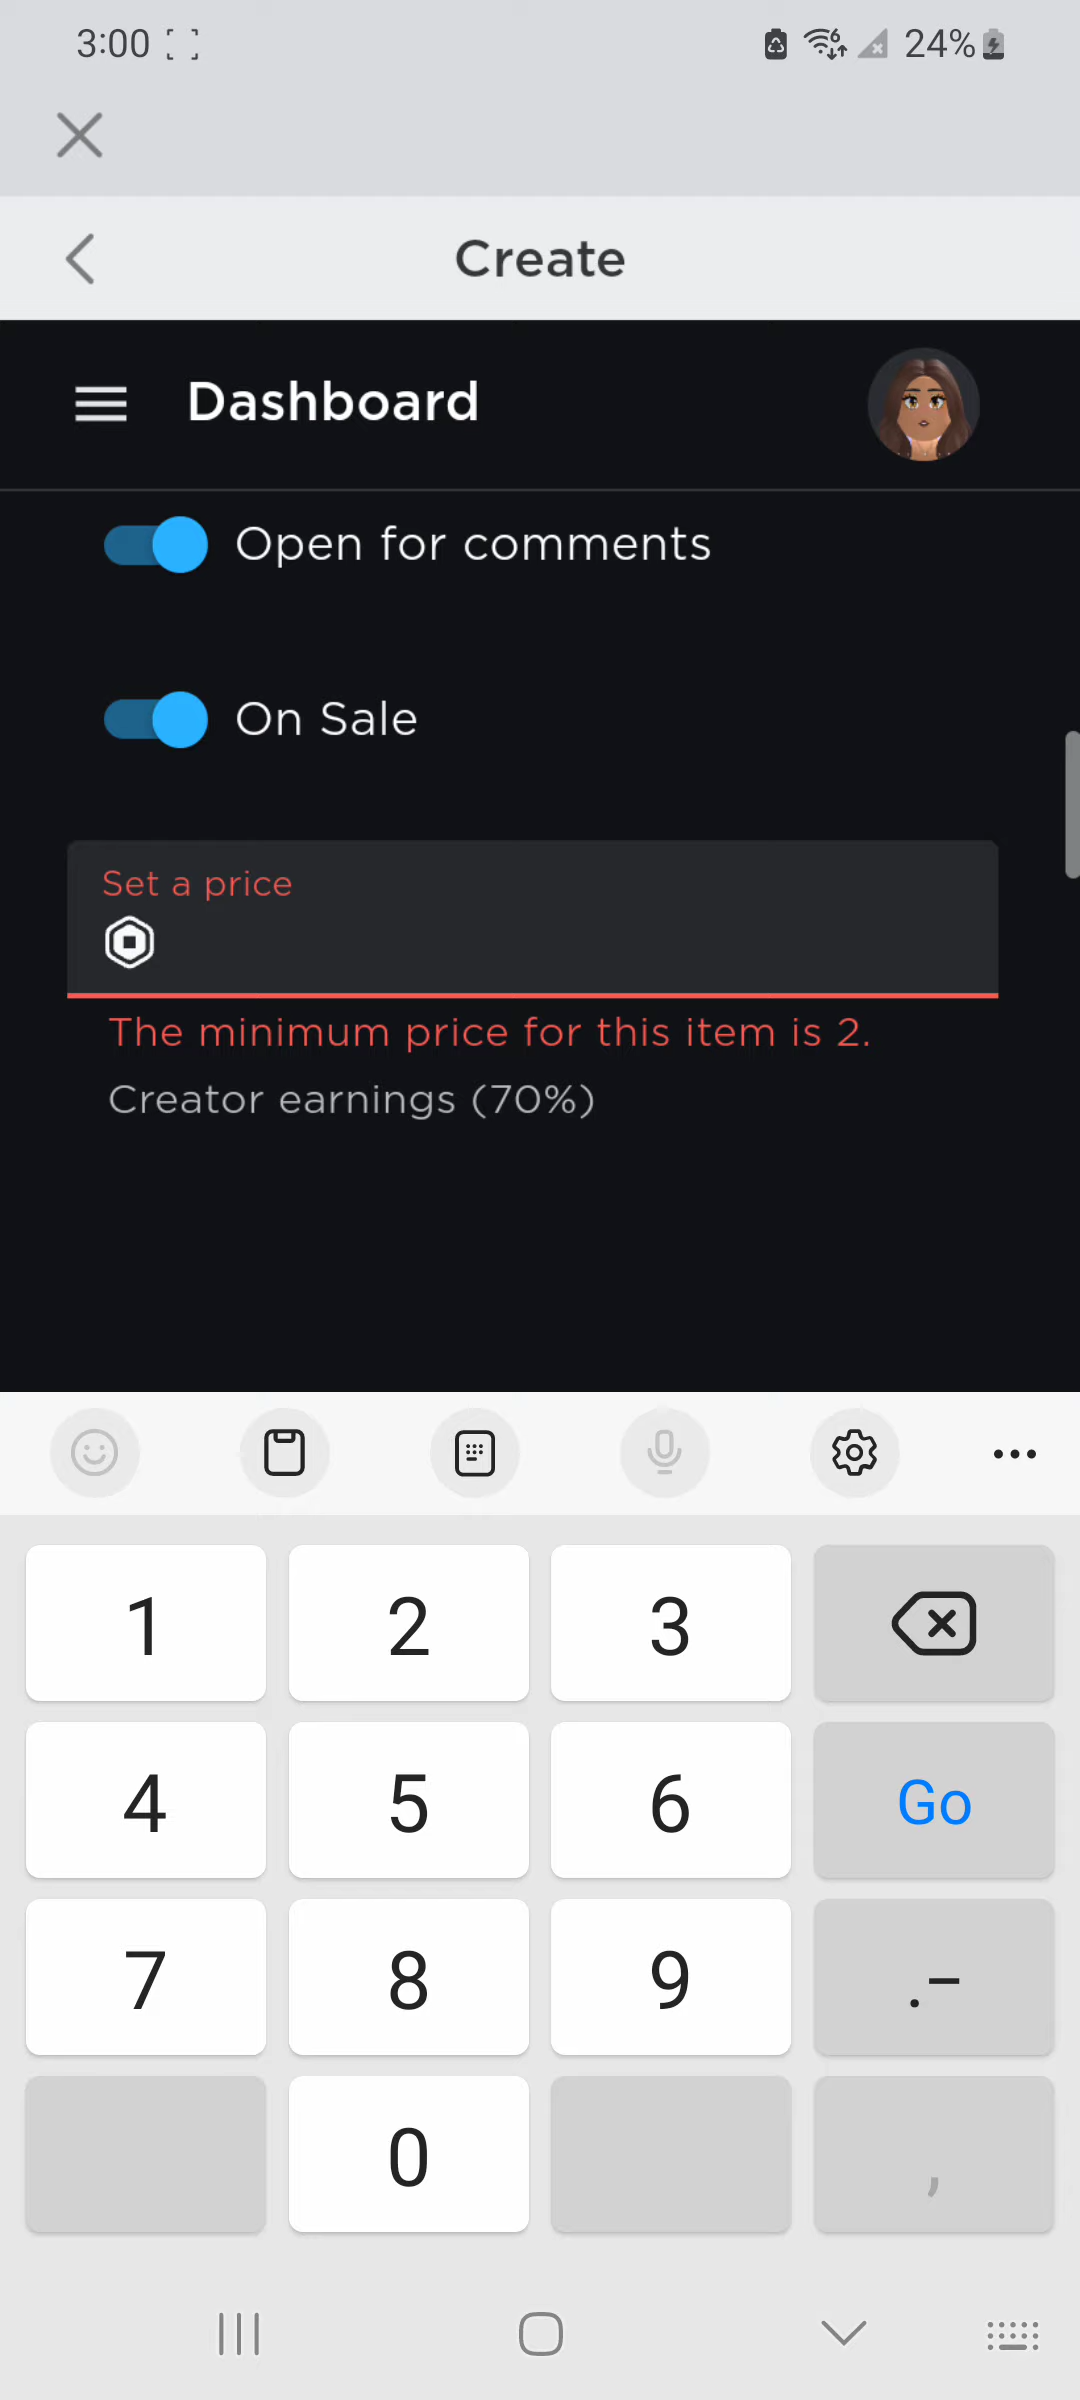 3:00
6
24%
Create
Dashboard
Open for comments
On Sale
Set a price
The minimum price for this item is 2.
Creator earnings (70%)
1
2
3
4
5
6
Go
7
8
9
.-
0
,